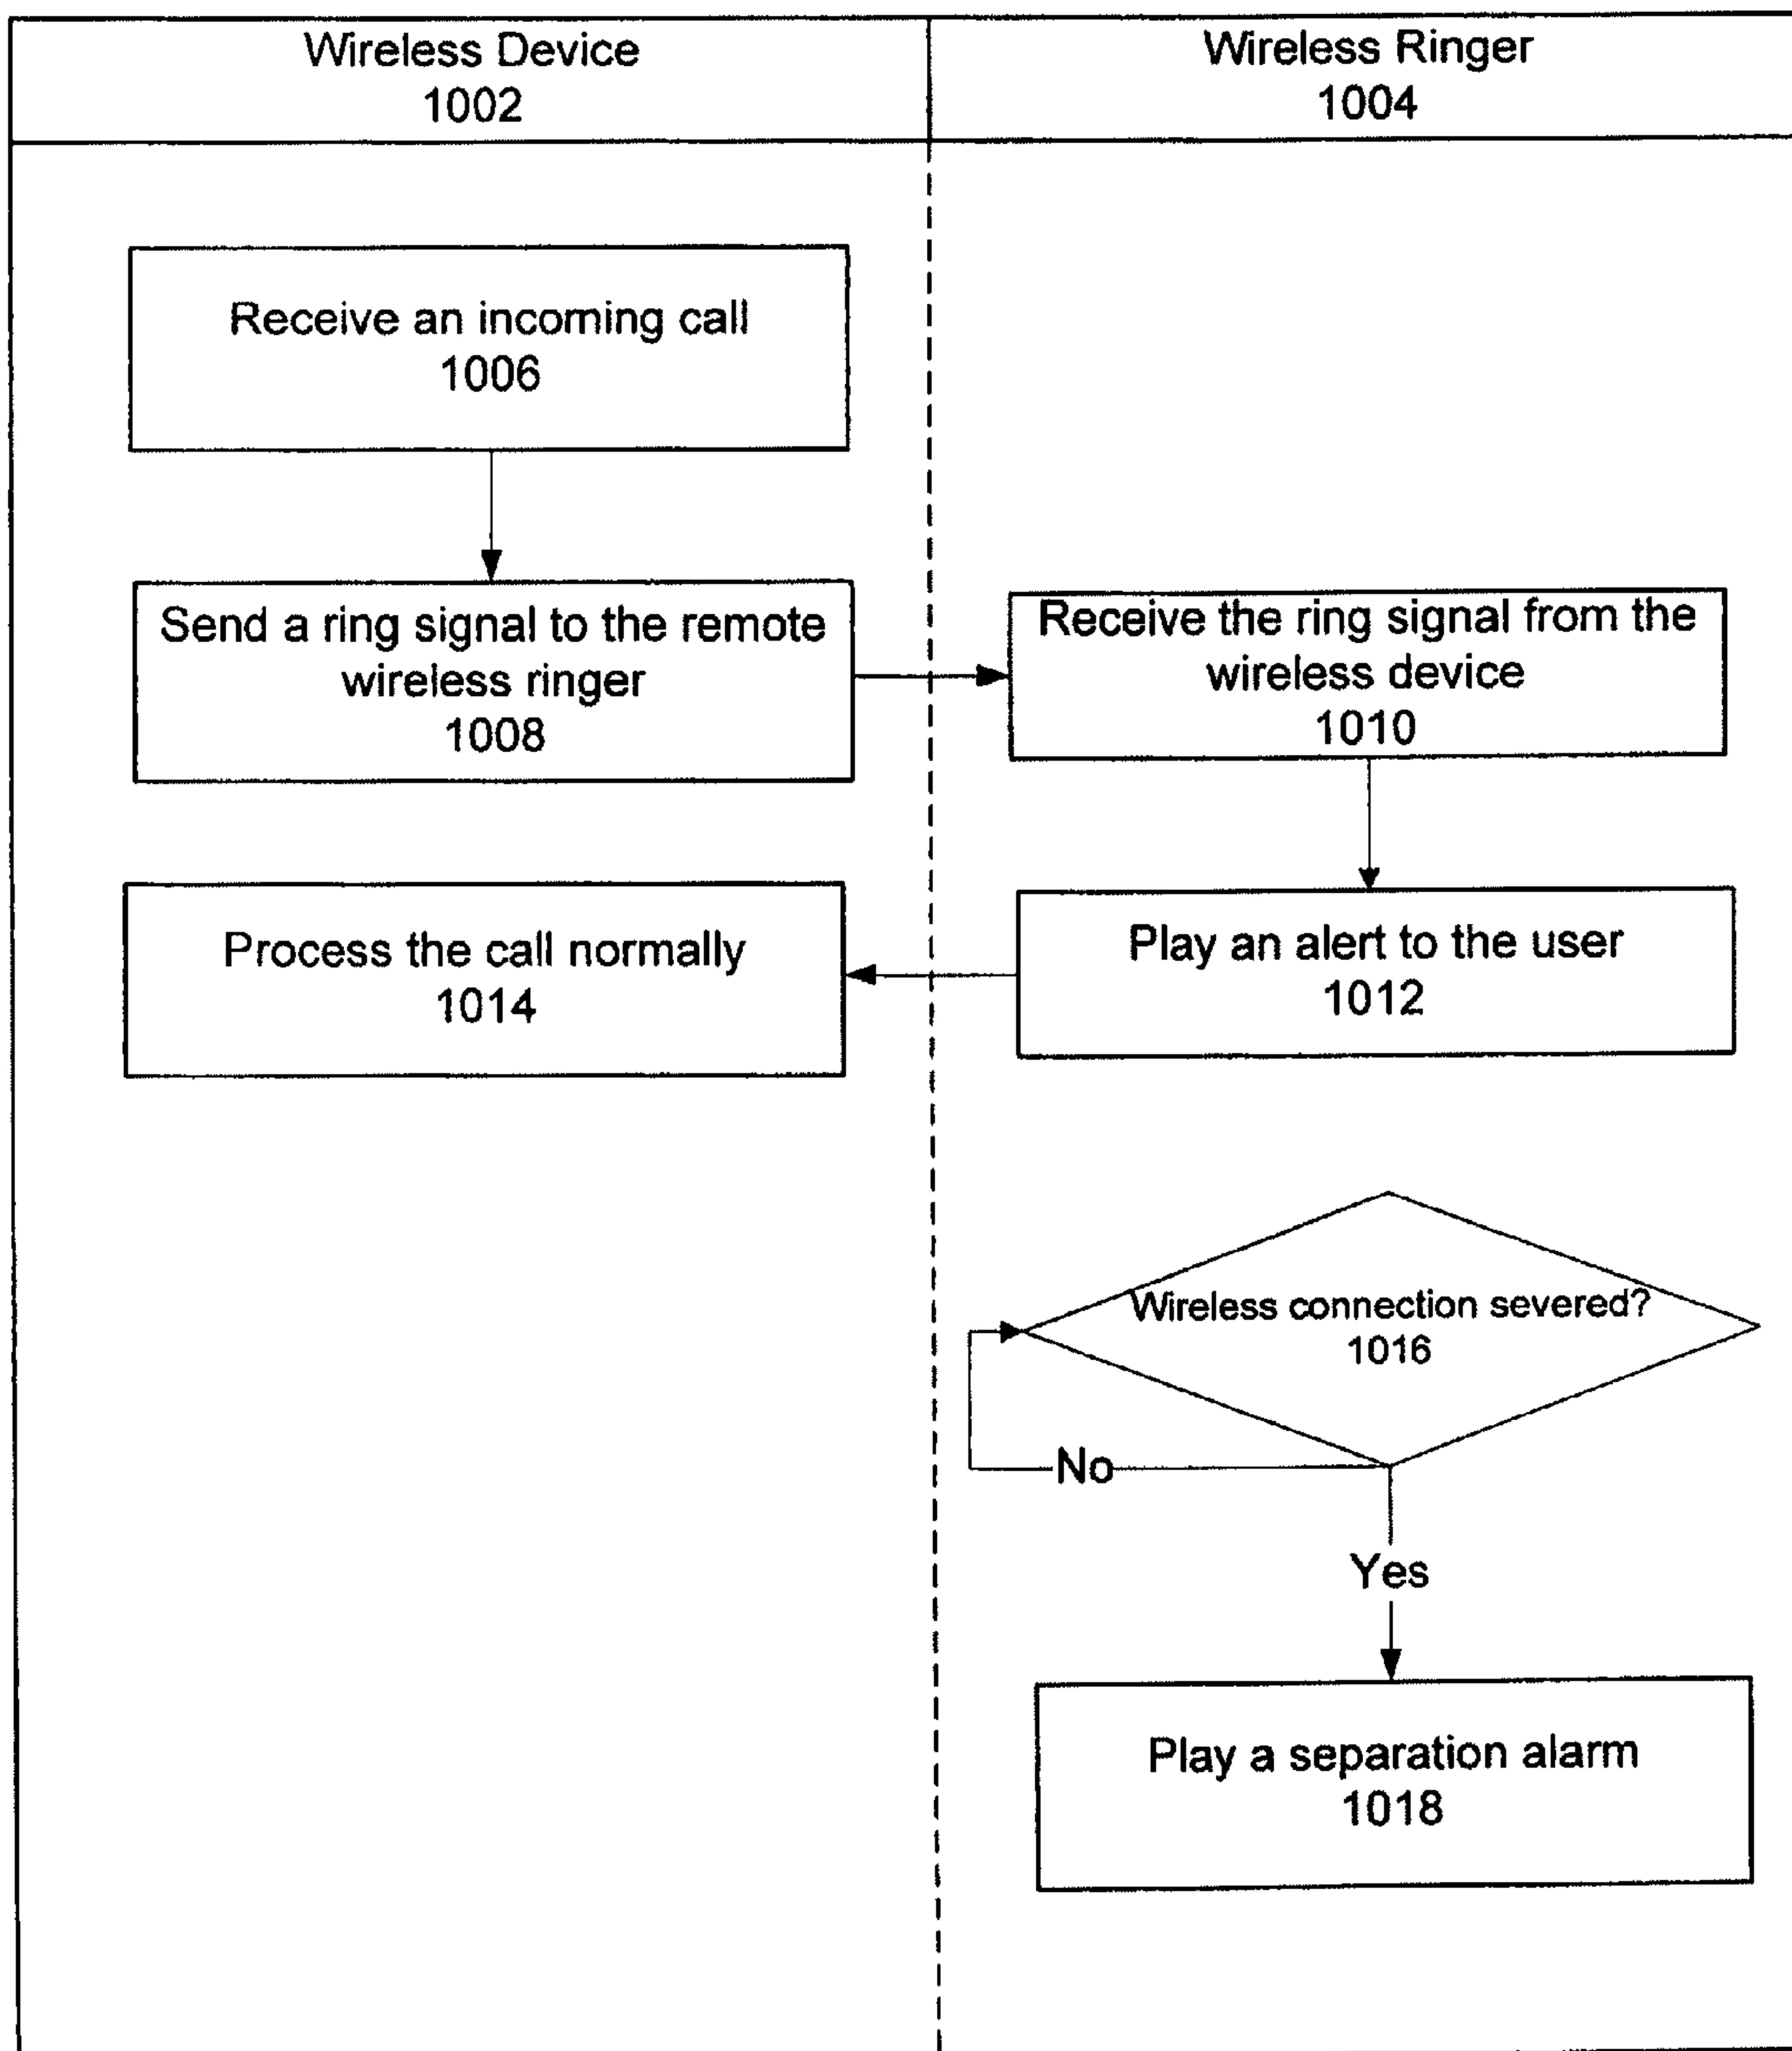 Wireless Device
1002
Wireless Ringer
1004
Receive an incoming call
1006
Send a ring signal to the remote
wireless ringer
1008
Receive the ring signal from the
wireless device
1010
Process the call normally
1014
Play an alert to the user
1012
Wireless connection severed?
1016
No
Yes
Play a separation alarm
1018